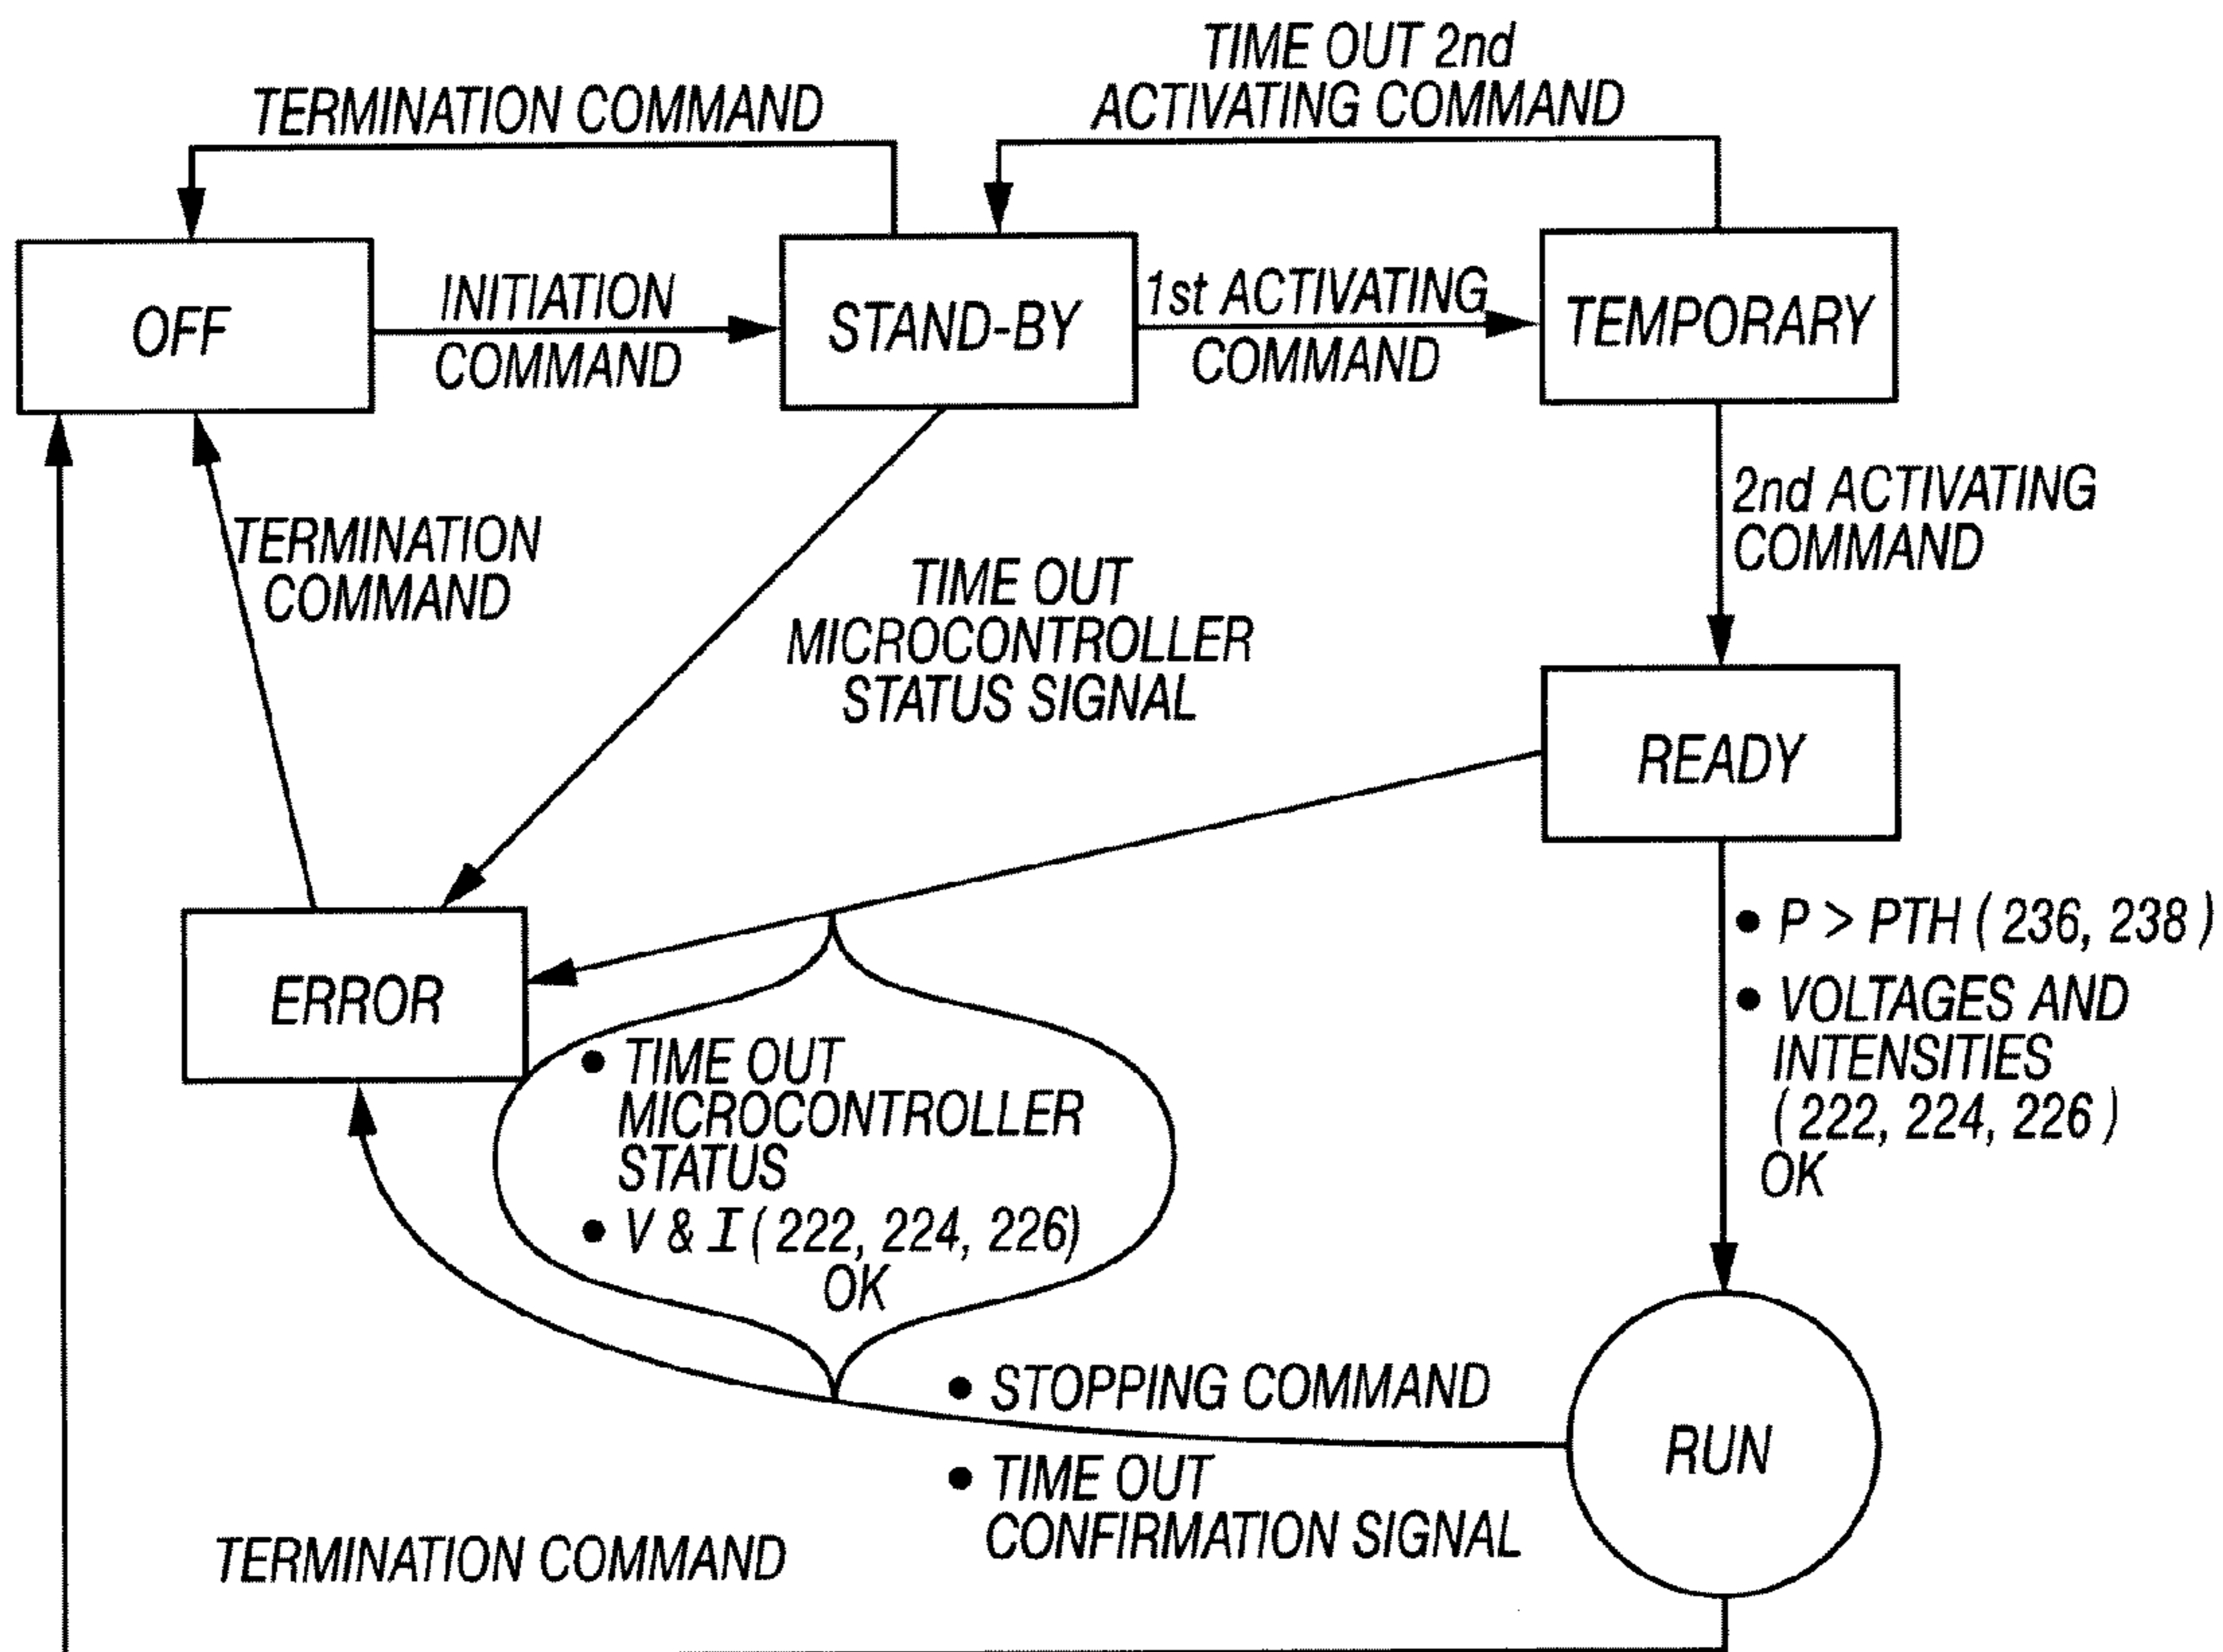 TIME OUT 2nd
ACTIVATING COMMAND
TERMINATION COMMAND
OFF
INITIATION
COMMAND
STAND-BY
1st ACTIVATING
COMMAND
TEMPORARY
2nd ACTIVATING
COMMAND
TERMINATION
COMMAND
TIME OUT
MICROCONTROLLER
STATUS SIGNAL
READY
• P > PTH ( 236, 238 )
• VOLTAGES AND
INTENSITIES
( 222, 224, 226 )
OK
ERROR
• TIME OUT
MICROCONTROLLER
STATUS
• V & I ( 222, 224, 226)
OK
• STOPPING COMMAND
RUN
• TIME OUT
CONFIRMATION SIGNAL
TERMINATION COMMAND